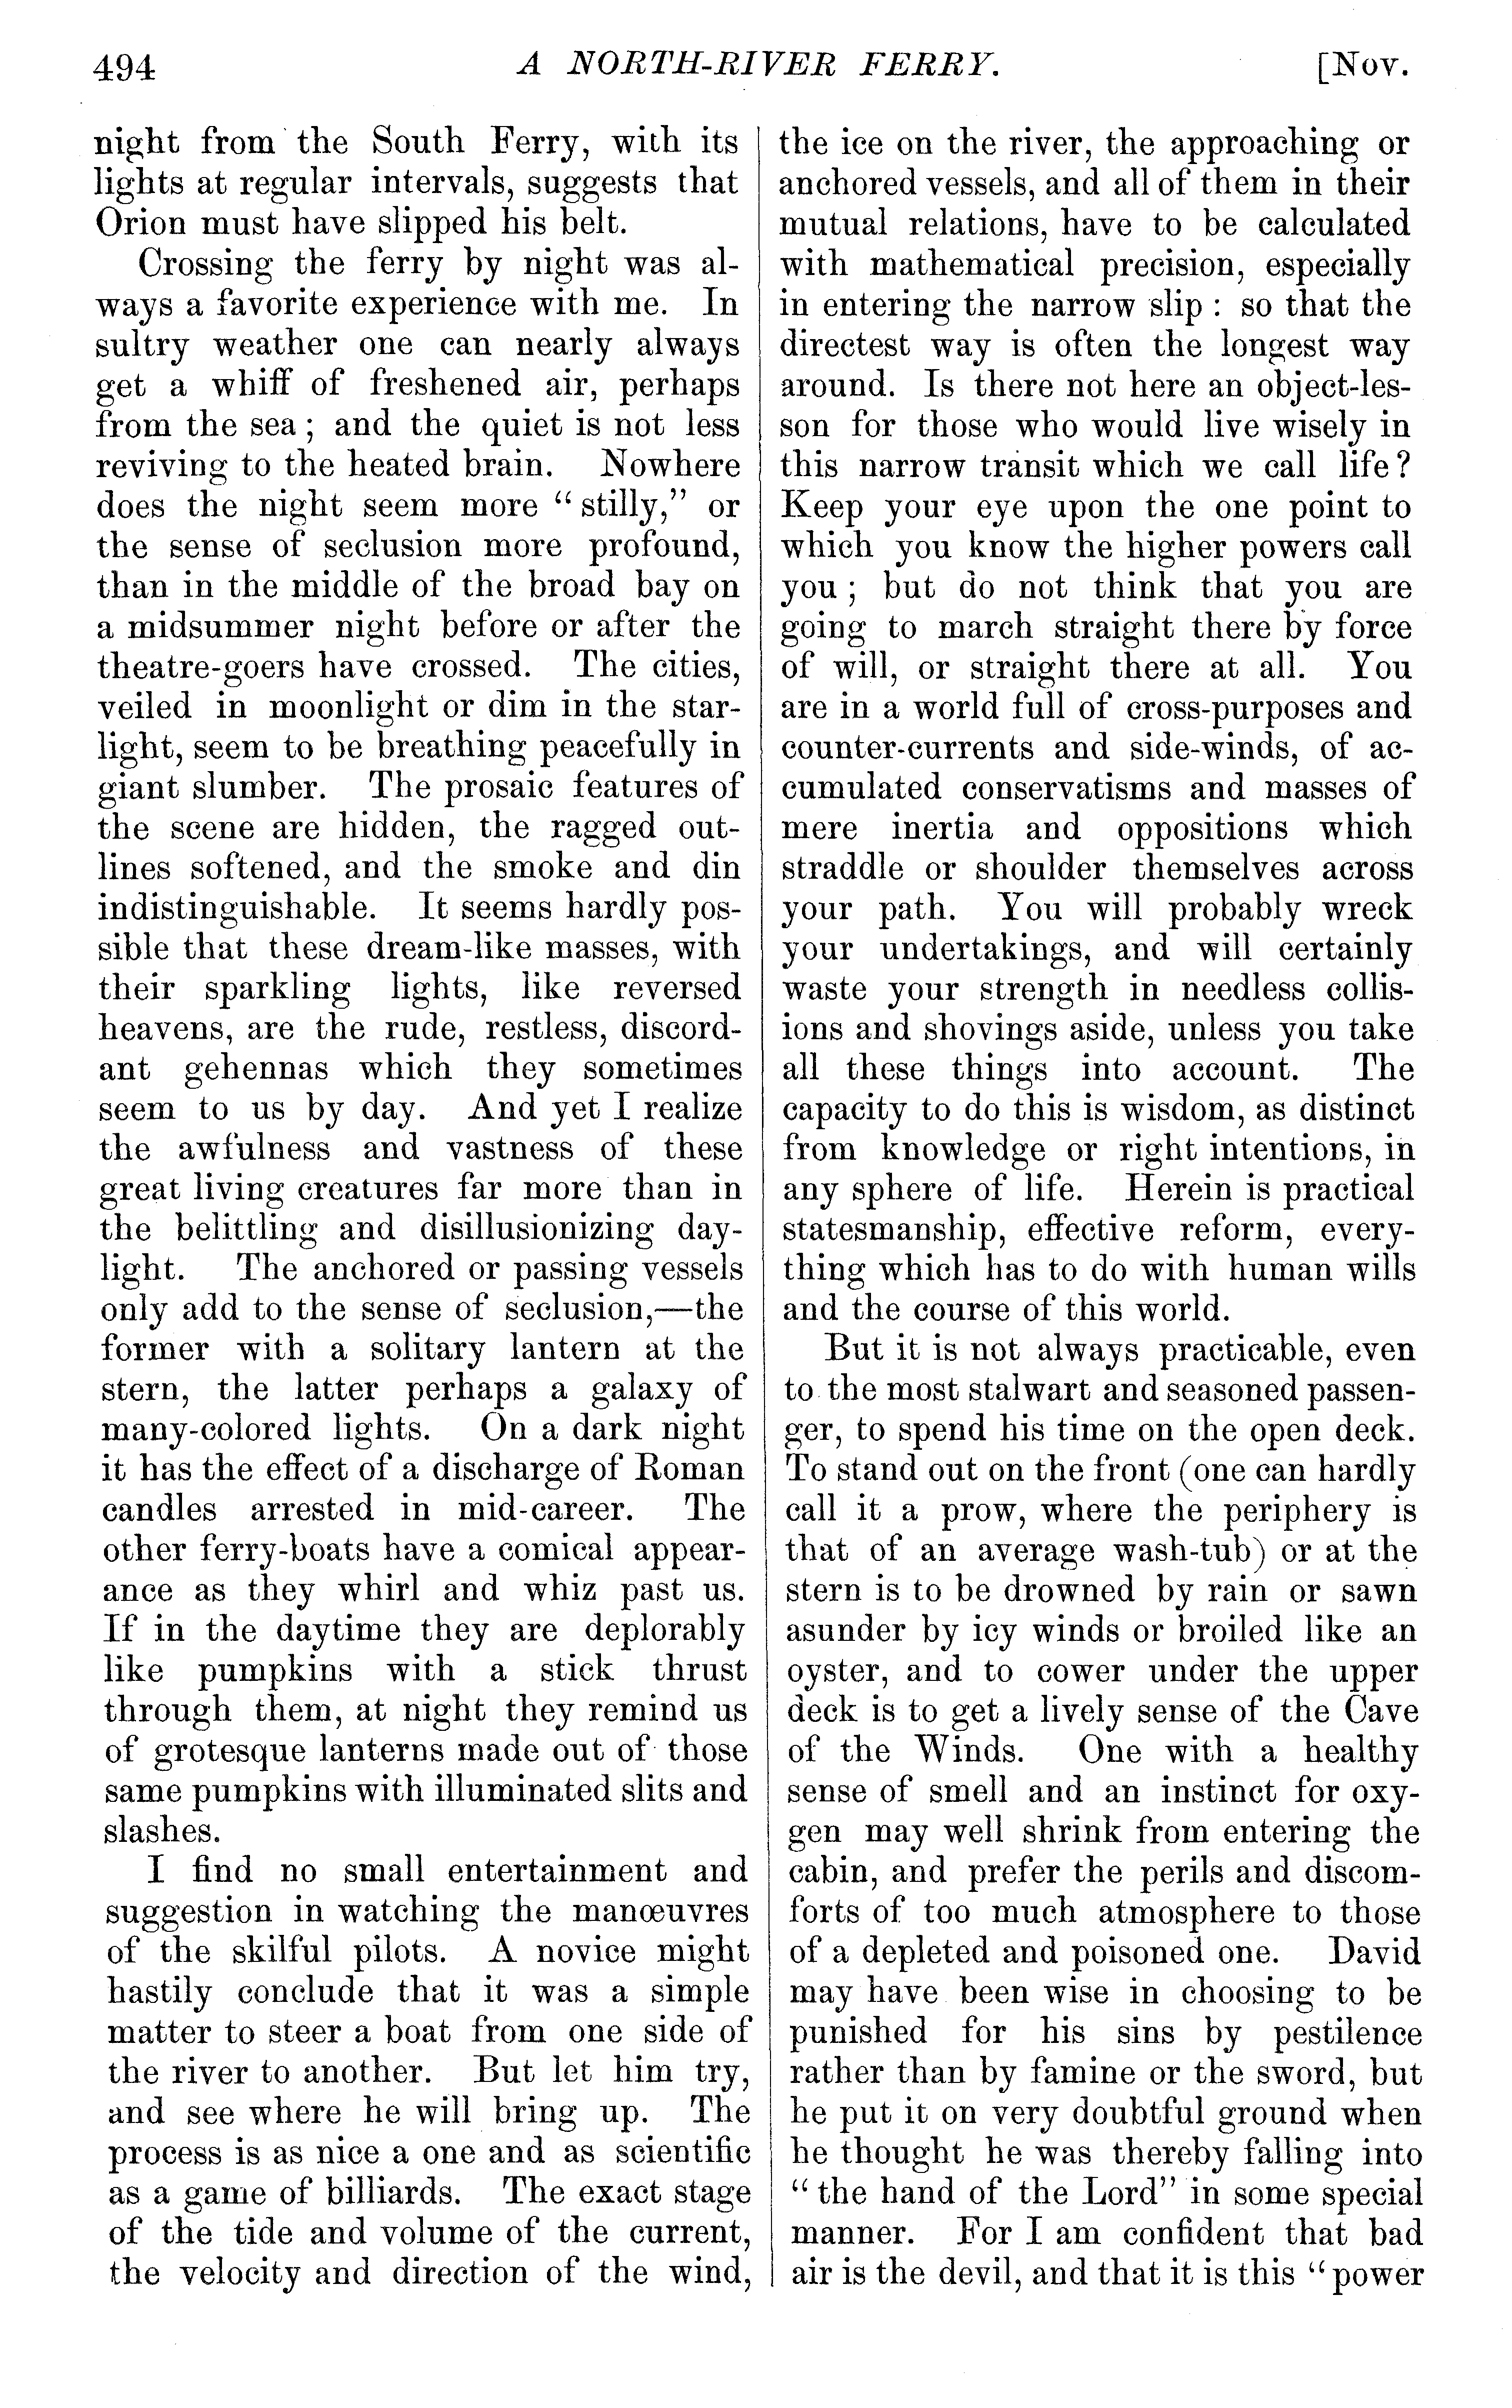 494 A NORTH-RIVER FERRY. [Nov.
night from the South Ferry, with its
lights at regular intervals, suggests that
Orion must have slipped his belt.
Crossing the ferry by night was al-
ways a favorite experience with me. In
sultry weather one can nearly always
get a whiff of freshened air, perhaps
from the sea; and the quiet is not less
reviving to the heated brain. Nowhere
does the night seem more "stilly," or
the sense of seclusion more profound,
than in the middle of the broad bay on
a midsummer night before or after the
theatre-goers have crossed. The cities,
veiled in moonlight or dim in the star-
light, seem to be breathing peacefully in
giant slumber. The prosaic features of
the scene are hidden, the ragged out-
lines softened, and the smoke and din
indistinguishable. It seems hardly pos-
sible that these dream-like masses, with
their sparkling lights, like reversed
heavens, are the rude, restless, discord-
ant gehennas which they sometimes
seem to us by day. And yet I realize
the awfulness and vastness of these
great living creatures far more than in
the belittling and disillusionizing day-
light. The anchored or passing vessels
only add to the sense of seclusion,—the
former with a solitary lantern at the
stern, the latter perhaps a galaxy of
many-colored lights. On a dark night
it has the effect of a discharge of Roman
candles arrested in mid-career. The
other ferry-boats have a comical appear-
ance as they whirl and whiz past us.
If in the daytime they are deplorably
like pumpkins with a stick thrust
through them, at night they remind us
of grotesque lanterns made out of those
same pumpkins with illuminated slits and
slashes.
I find no small entertainment and
suggestion in watching the manœuvres
of the skilful pilots. A novice might
hastily conclude that it was a simple
matter to steer a boat from one side of
the river to another. But let him try,
and see where he will bring up. The
process is as nice a one and as scientific
as a game of billiards. The exact stage
of the tide and volume of the current,
the velocity and direction of the wind,
the ice on the river, the approaching or
anchored vessels, and all of them in their
mutual relations, have to be calculated
with mathematical precision, especially
in entering the narrow slip: so that the
directest way is often the longest way
around. Is there not here an object-les-
son for those who would live wisely in
this narrow transit which we call life?
Keep your eye upon the one point to
which you know the higher powers call
you; but do not think that you are
going to march straight there by force
of will, or straight there at all. You
are in a world full of cross-purposes and
counter-currents and side-winds, of ac-
cumulated conservatisms and masses of
mere inertia and oppositions which
straddle or shoulder themselves across
your path. You will probably wreck
your undertakings, and will certainly
waste your strength in needless collis-
ions and shovings aside, unless you take
all these things into account. The
capacity to do this is wisdom, as distinct
from knowledge or right intentions, in
any sphere of life. Herein is practical
statesmanship, effective reform, every-
thing which has to do with human wills
and the course of this world.
But it is not always practicable, even
to the most stalwart and seasoned passen-
ger, to spend his time on the open deck.
To stand out on the front (one can hardly
call it a prow, where the periphery is
that of an average wash-tub) or at the
stern is to be drowned by rain or sawn
asunder by icy winds or broiled like an
oyster, and to cower under the upper
deck is to get a lively sense of the Cave
of the Winds. One with a healthy
sense of smell and an instinct for oxy-
gen may well shrink from entering the
cabin, and prefer the perils and discom-
forts of too much atmosphere to those
of a depleted and poisoned one. David
may have been wise in choosing to be
punished for his sins by pestilence
rather than by famine or the sword, but
he put it on very doubtful ground when
he thought he was thereby falling into
"the hand of the Lord" in some special
manner. For I am confident that bad
air is the devil, and that it is this "power